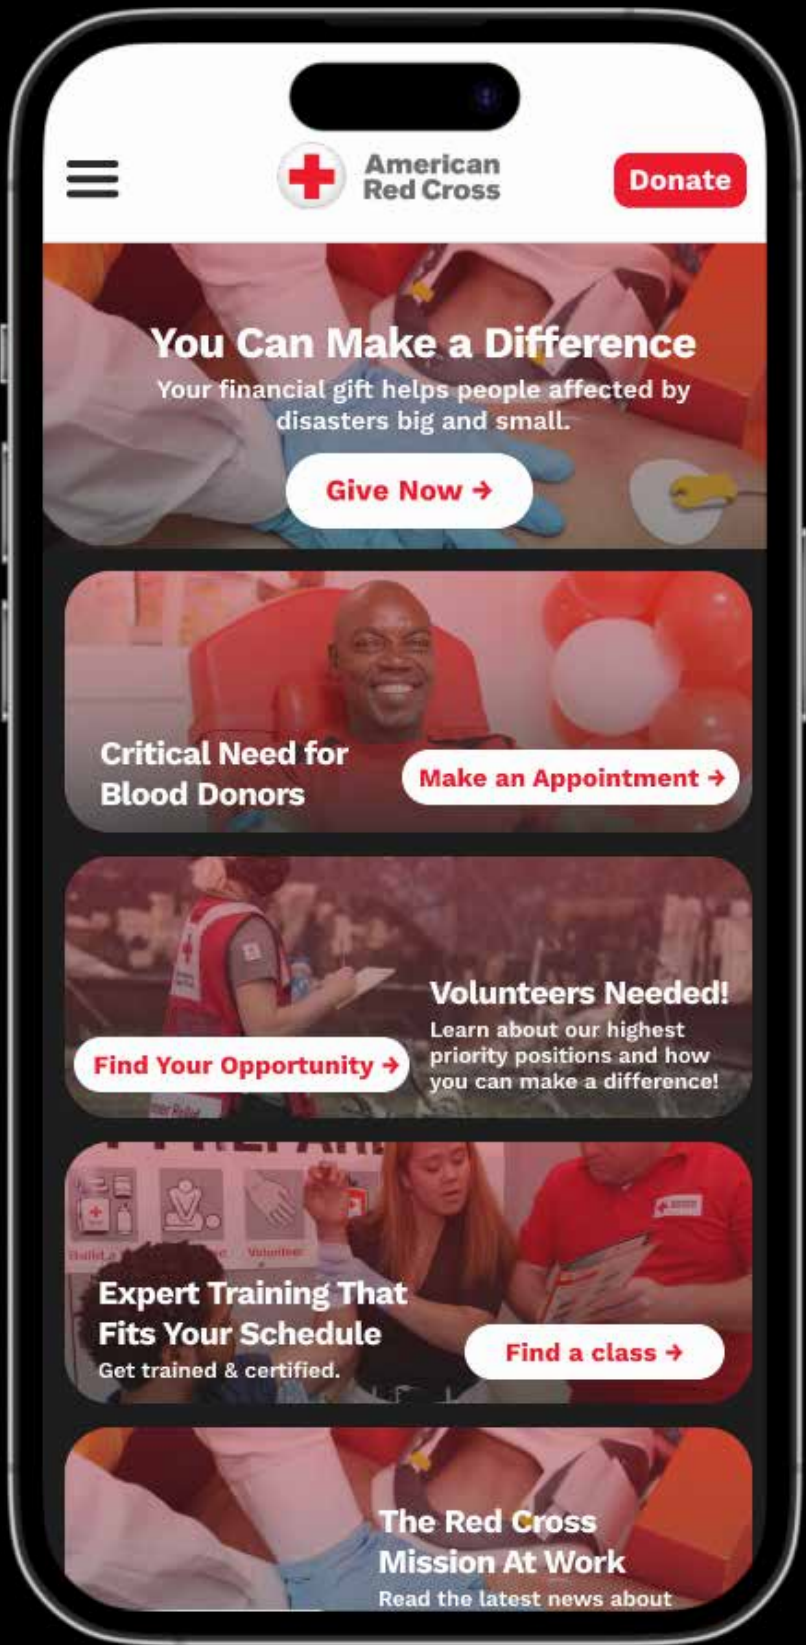 American
Red Cross
Donate
You Can Make a Difference
Your financial gift helps people affected by
disasters big and small.
Give Now →
Critical Need for
Blood Donors
Make an Appointment →
Volunteers Needed!
Learn about our highest
priority positions and how
you can make a difference!
Find Your Opportunity →
Volunteer
Expert Training That
Fits Your Schedule
Get trained & certified.
Find a class →
The Red Cross
Mission At Work
Read the latest news about